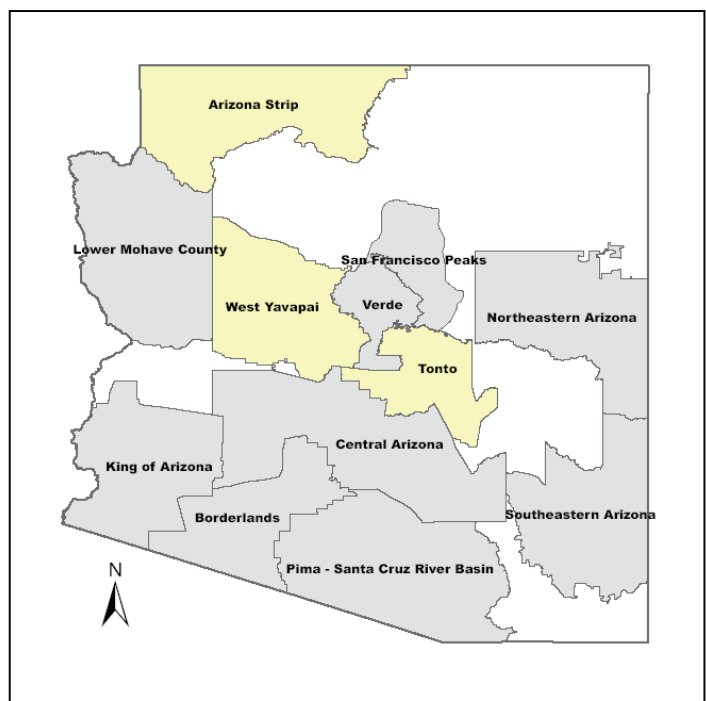 Arizona Strip
Lower Mohave County
San Francisco Peaks
West Yavapai
Verde
Northeastern Arizona
Tonto
Central Arizona
King of Arizona
Borderlands
Southeastern Arizona
Pima - Santa Cruz River Basin
N